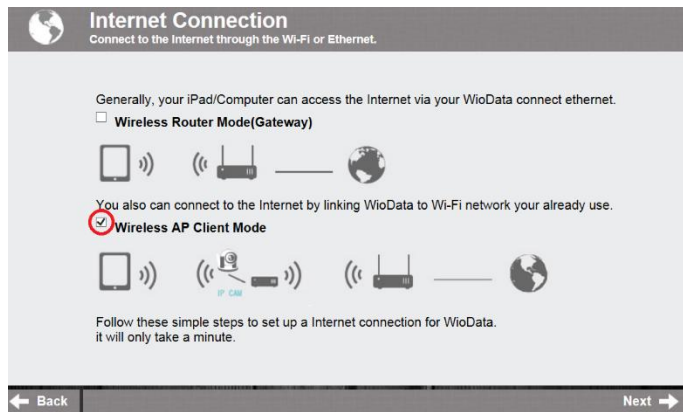 Internet Connection
Connect to the Internet through the Wi-Fi or Ethernet.
Generally, your iPad/Computer can access the Internet via your WioData connect ethernet.
Wireless Router Mode(Gateway)
You also can connect to the Internet by linking WioData to Wi-Fi network your already use.
Wireless AP Client Mode
IP CAM
Follow these simple steps to set up a Internet connection for WioData.
it will only take a minute.
Back
Next